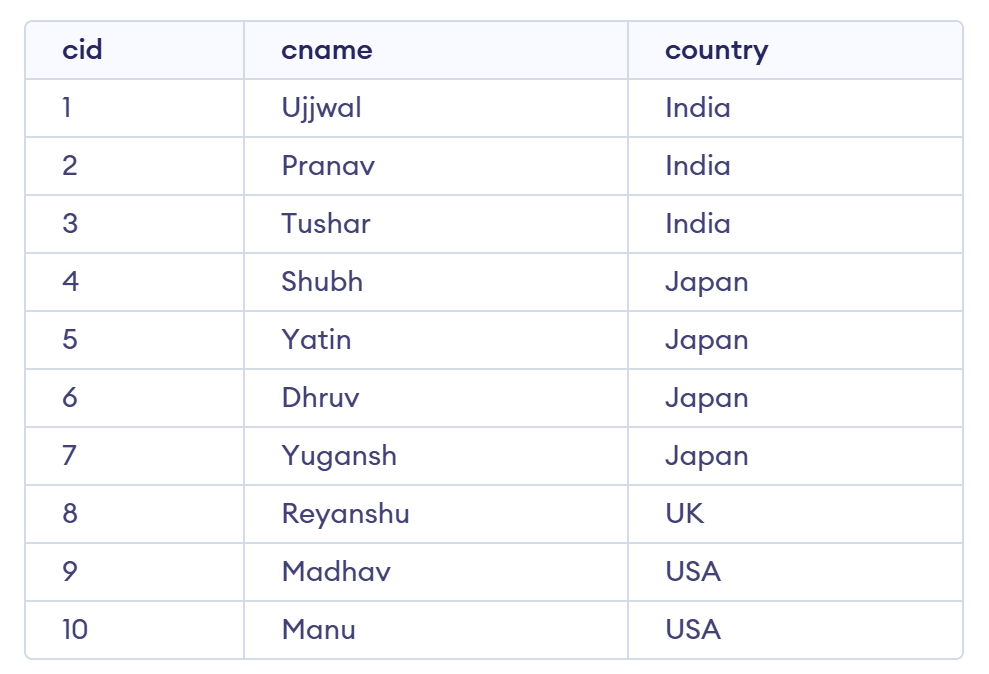 cid cname country
1 Ujjwal India
2 Pranav India
3 Tushar India
4 Shubh Japan
5 Yatin Japan
6 Dhruv Japan
7 Yugansh Japan
8 Reyanshu UK
9 Madhav USA
10 Manu USA